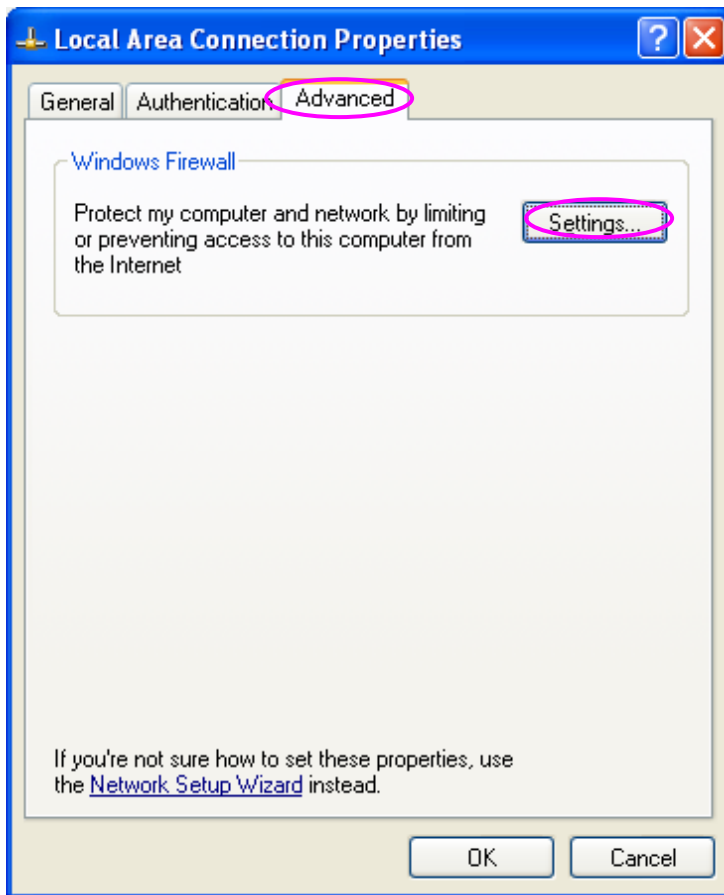 Local Area Connection Properties
General Authentication Advanced
Windows Firewall
Protect my computer and network by limiting
or preventing access to this computer from
the Internet
Settings...
If you're not sure how to set these properties, use
the Network Setup Wizard instead.
OK Cancel